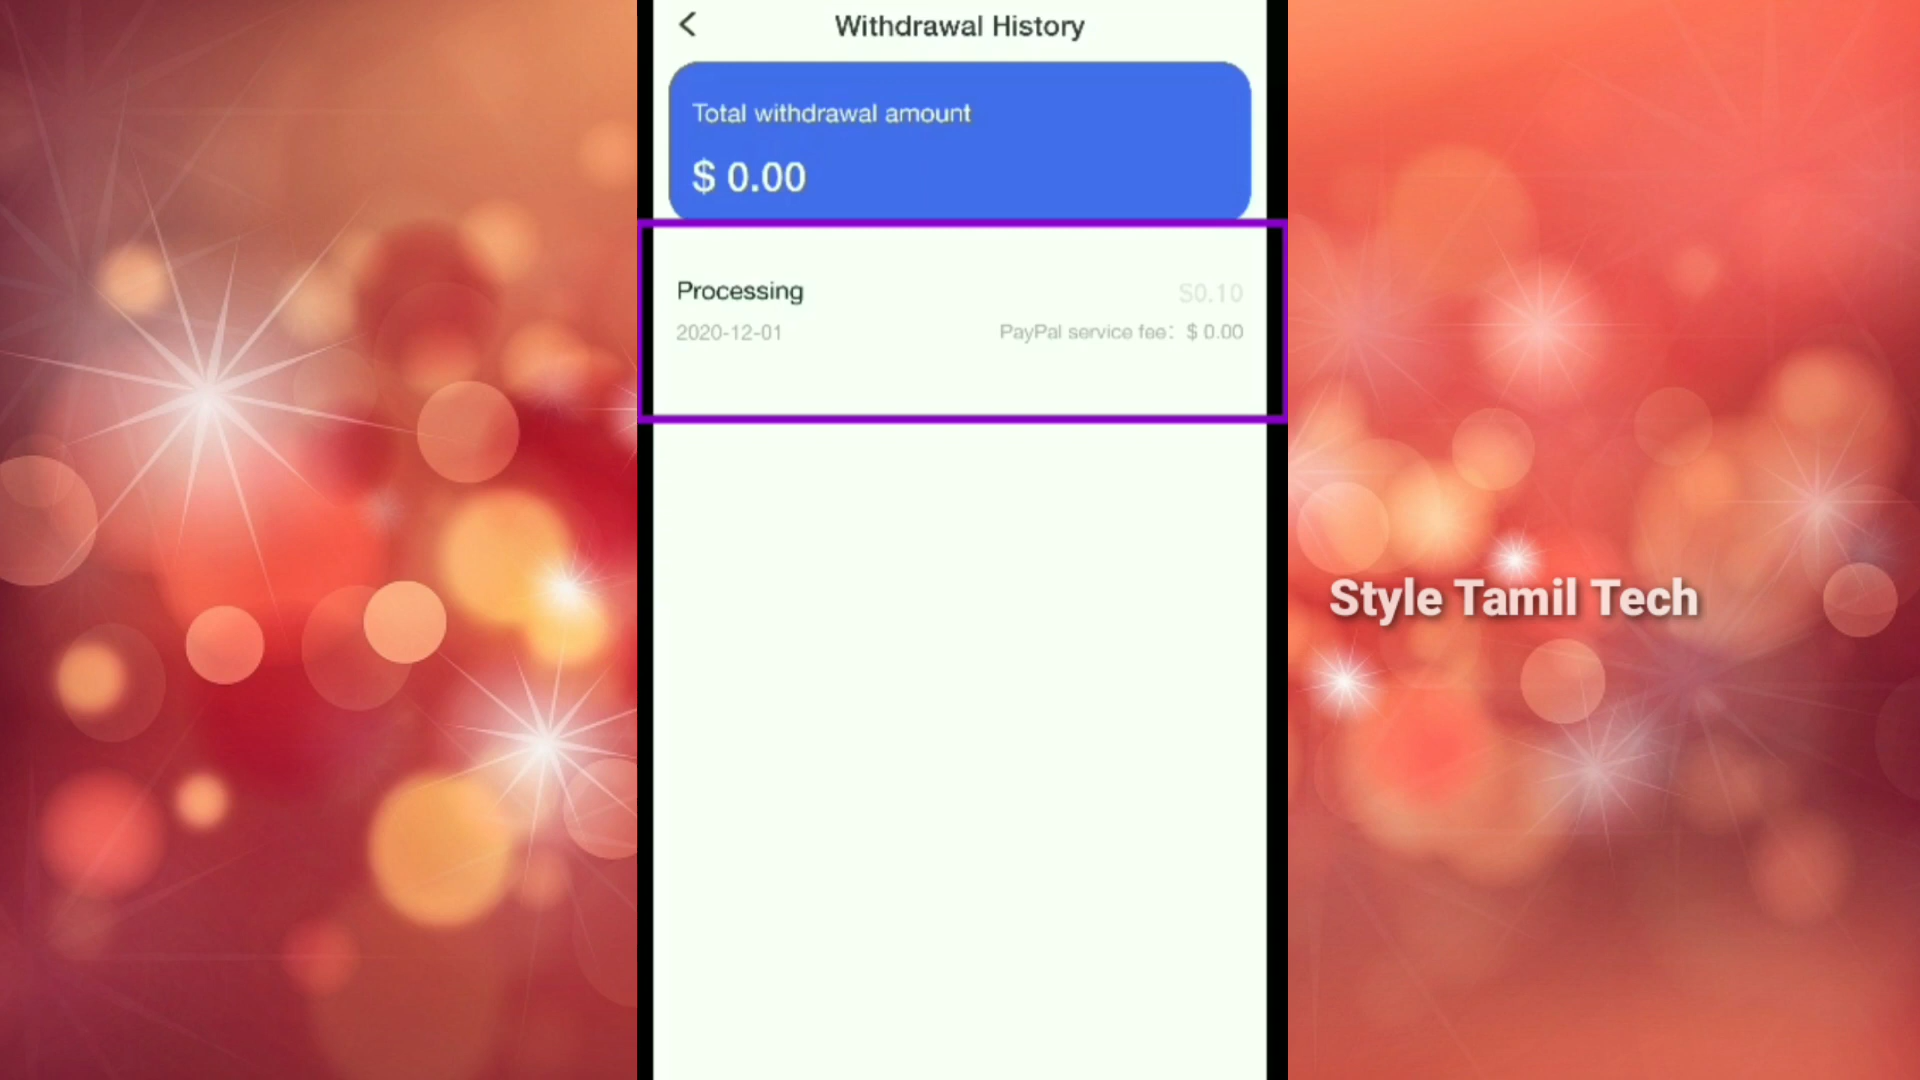 Withdrawal History
Total withdrawal amount
$ 0.00
Processing
$0.10
2020-12-01
PayPal service fee: $ 0.00
Style Tamil Tech